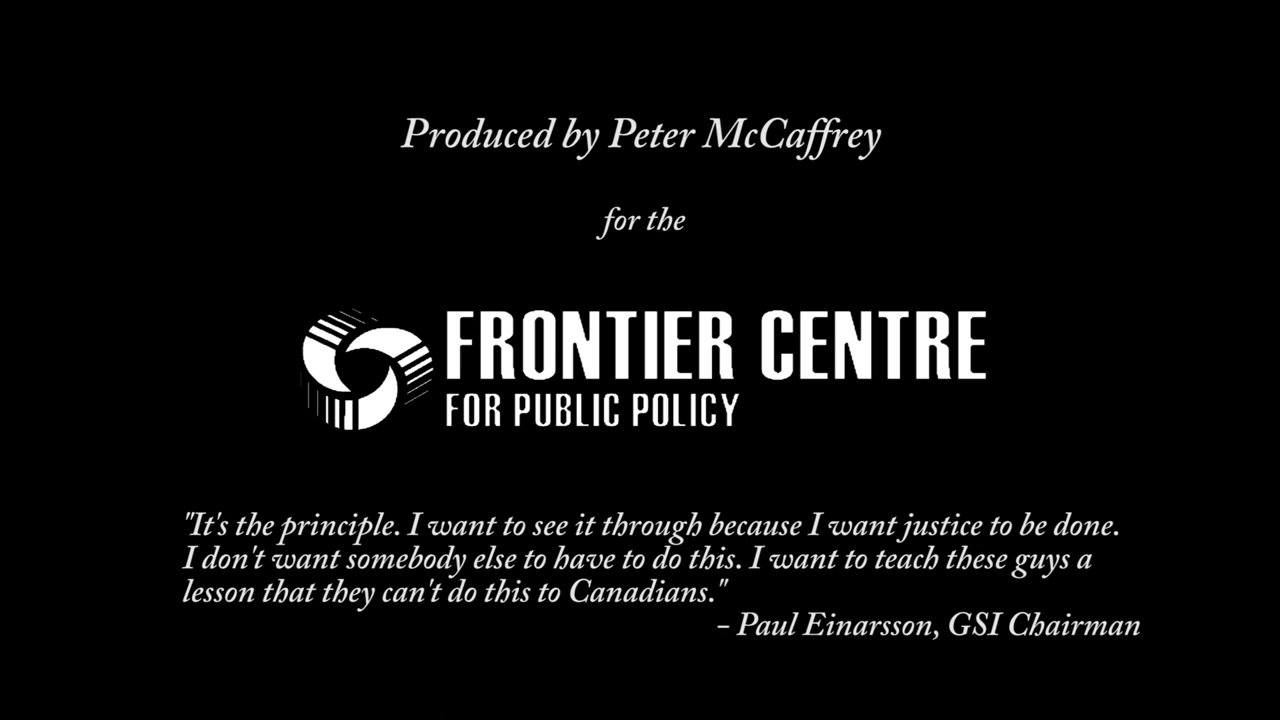 Produced by Peter McCaffrey
for the
FRONTIER CENTRE
FOR PUBLIC POLICY
"It's the principle. I want to see it through because I want justice to be done.
I don't want somebody else to have to do this. I want to teach these guys a
lesson that they can't do this to Canadians."
- Paul Einarsson, GSI Chairman